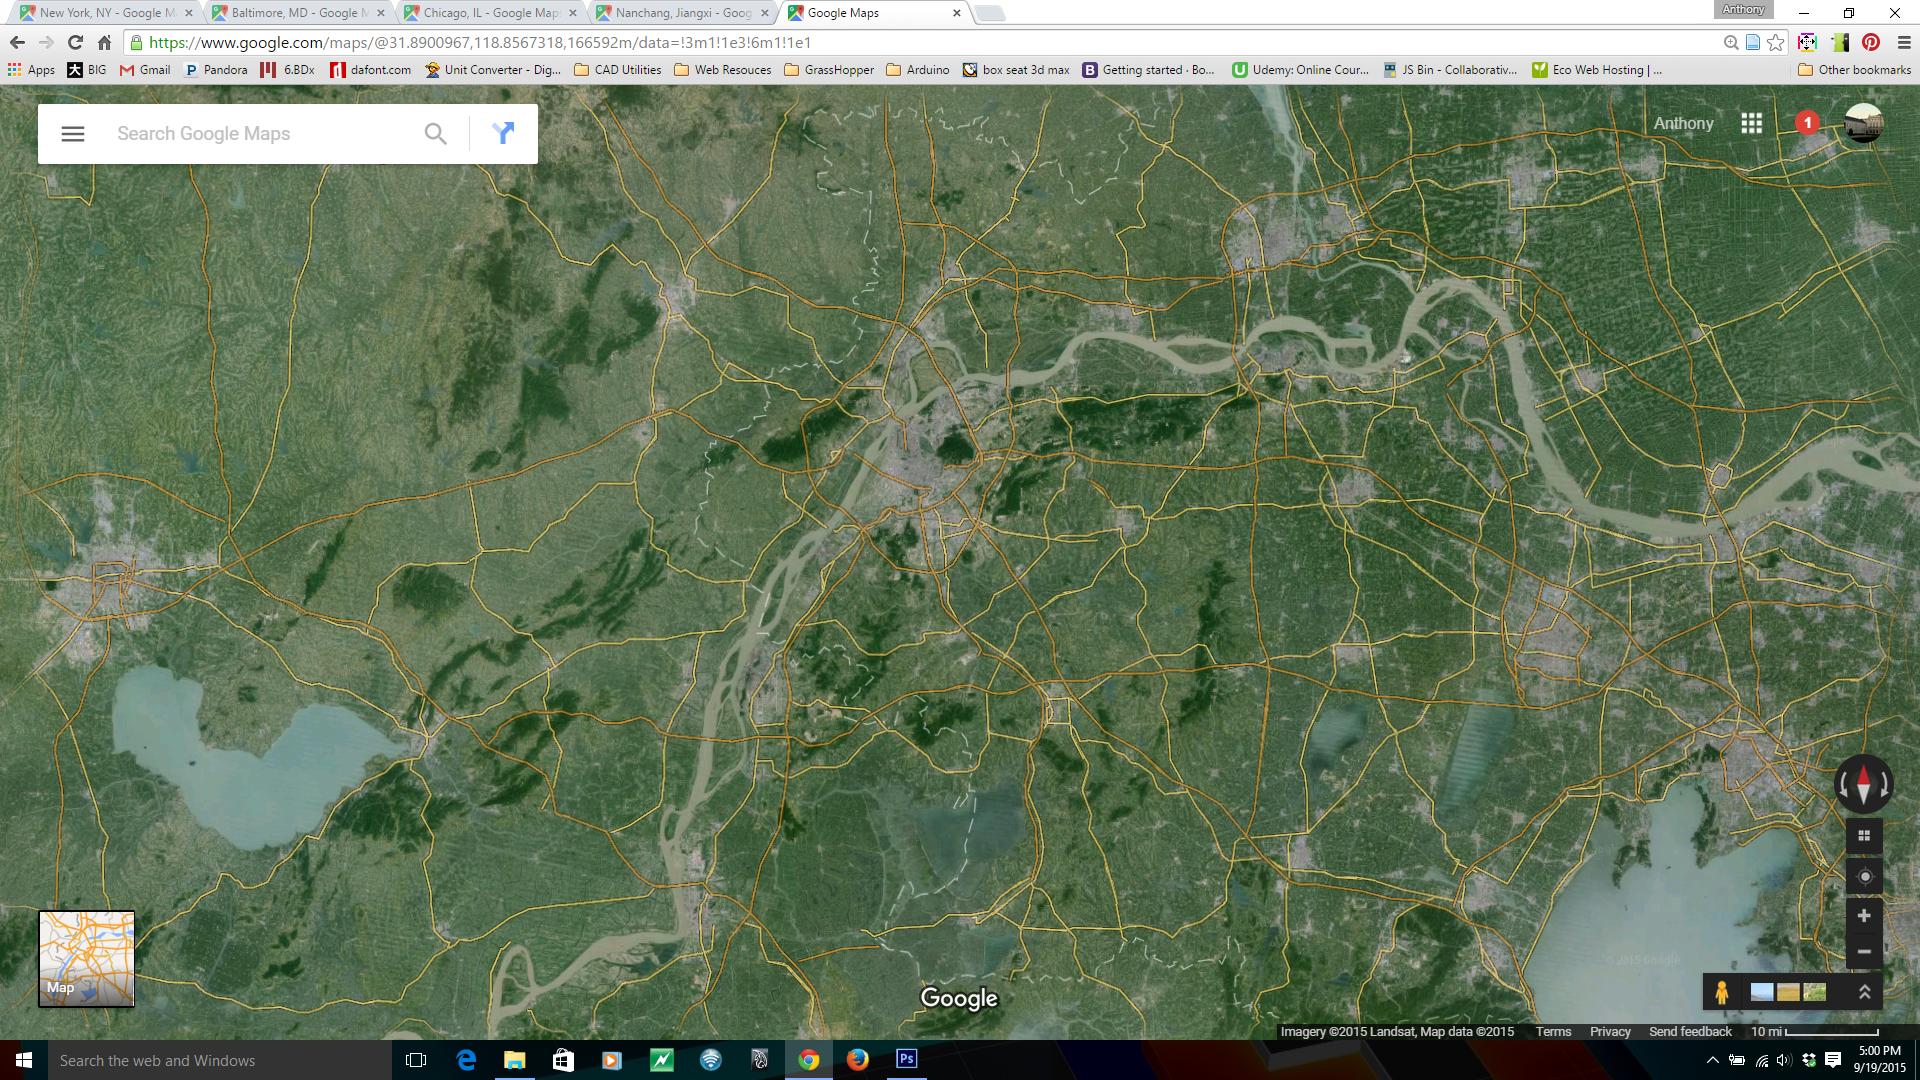 New York, NY - Google M
Baltimore, MD - Google M
Chicago, IL - Google Maps
Nanchang, Jiangxi - Goog
Google Maps
Anthony
https://www.google.com/maps/@31.8900967,118.8567318,166592m/data=!3m1!1e3!6m1!1e1
Apps
BIG
Gmail
Pandora
6.BDx
dafont.com
Unit Converter - Dig...
CAD Utilities
Web Resouces
GrassHopper
Arduino
box seat 3d max
Getting started · Bo...
Udemy: Online Cour...
JS Bin - Collaborativ...
Eco Web Hosting | ...
Other bookmarks
Search Google Maps
Anthony
1
Map
Google
© 2015 Google
Imagery ©2015 Landsat, Map data ©2015
Terms
Privacy
Send feedback
10 mi
Search the web and Windows
Ps
5:00 PM
9/19/2015